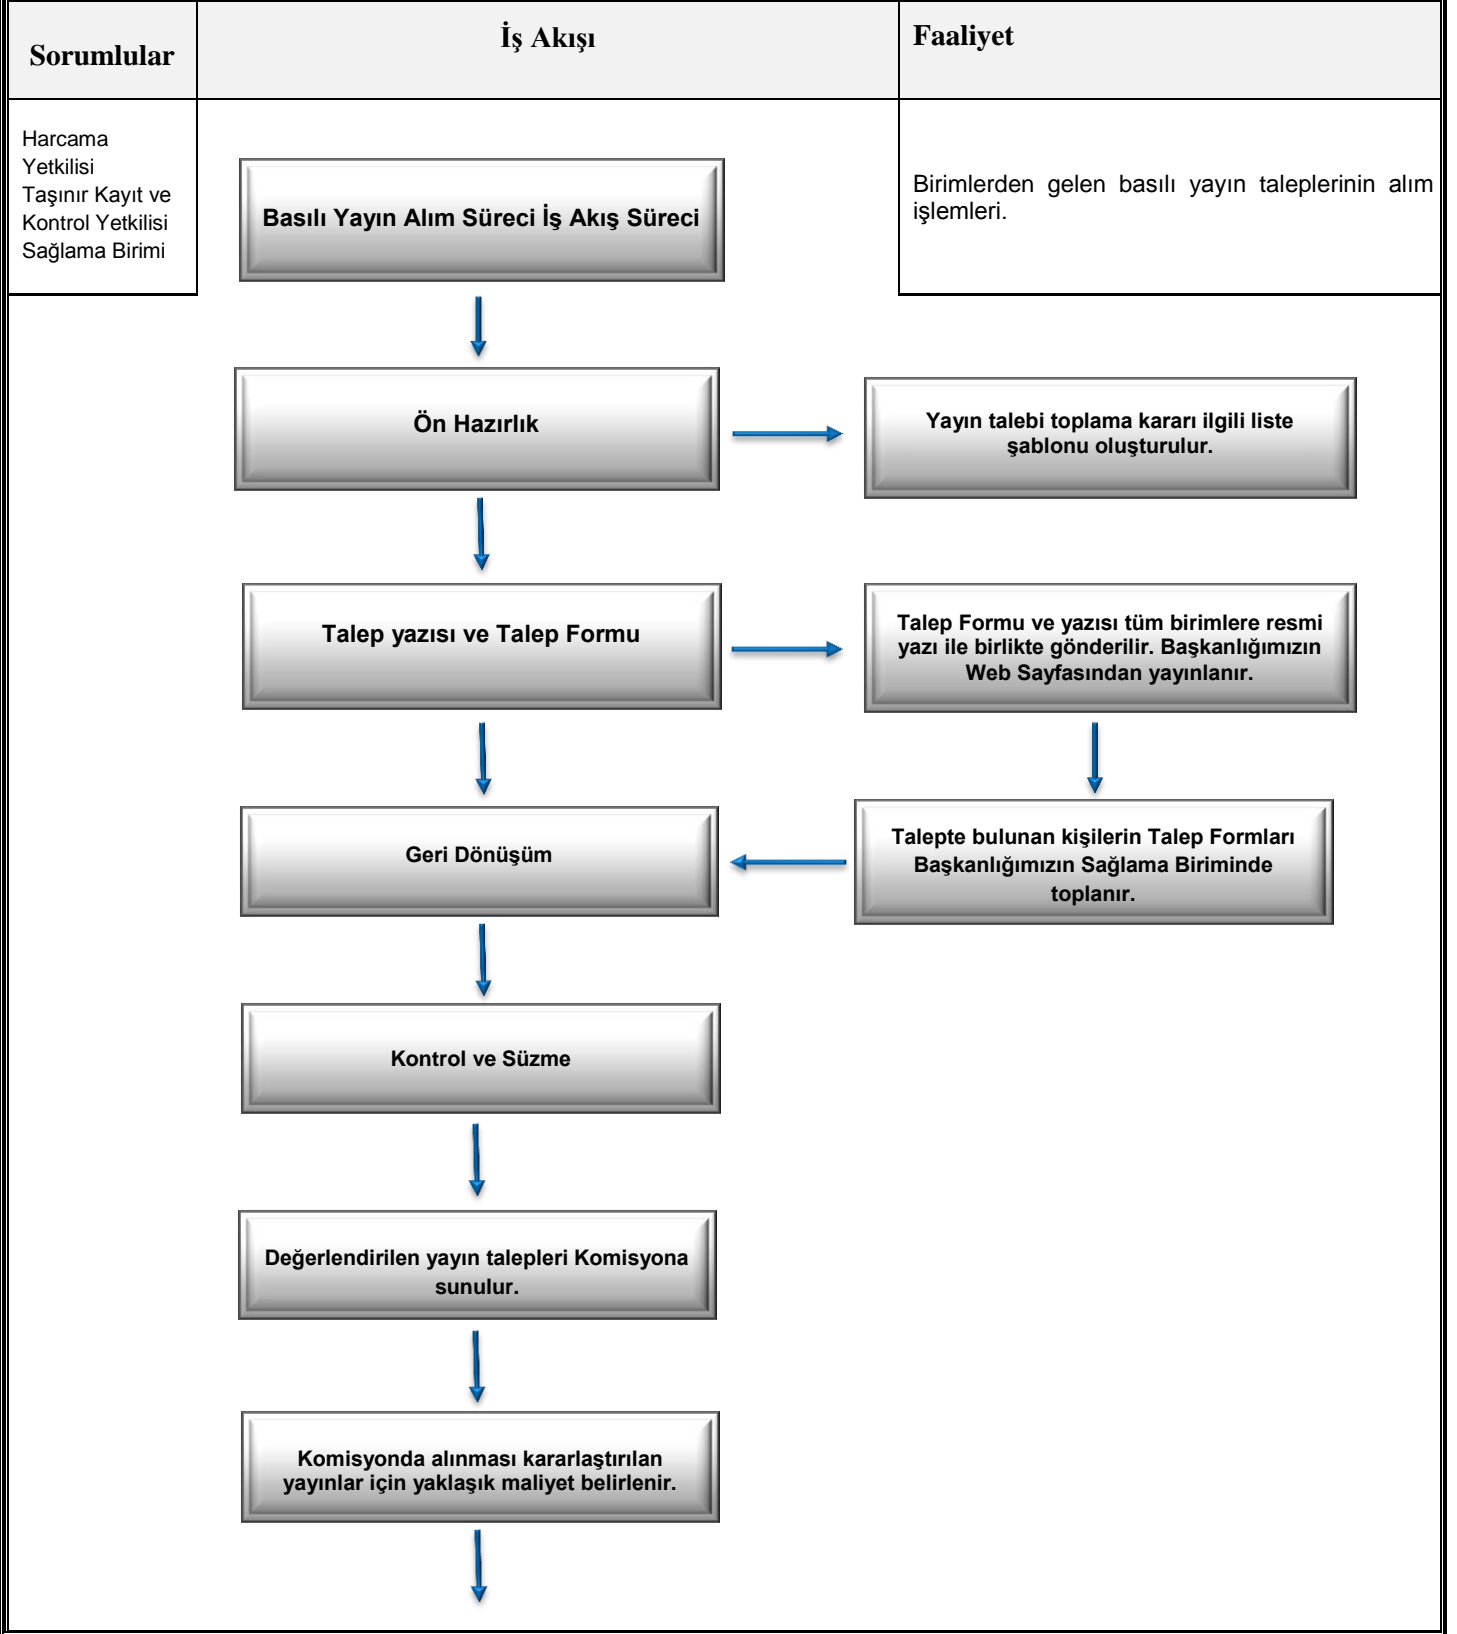 Sorumlular
İş Akışı
Faaliyet
Harcama
Yetkilisi
Taşınır Kayıt ve
Kontrol Yetkilisi
Sağlama Birimi
Basılı Yayın Alım Süreci İş Akış Süreci
Birimlerden gelen basılı yayın taleplerinin alım
işlemleri.
Ön Hazırlık
Yayın talebi toplama kararı ilgili liste
şablonu oluşturulur.
Talep yazısı ve Talep Formu
Talep Formu ve yazısı tüm birimlere resmi
yazı ile birlikte gönderilir. Başkanlığımızın
Web Sayfasından yayınlanır.
Geri Dönüşüm
Talepte bulunan kişilerin Talep Formları
Başkanlığımızın Sağlama Biriminde
toplanır.
Kontrol ve Süzme
Değerlendirilen yayın talepleri Komisyona
sunulur.
Komisyonda alınması kararlaştırılan
yayınlar için yaklaşık maliyet belirlenir.